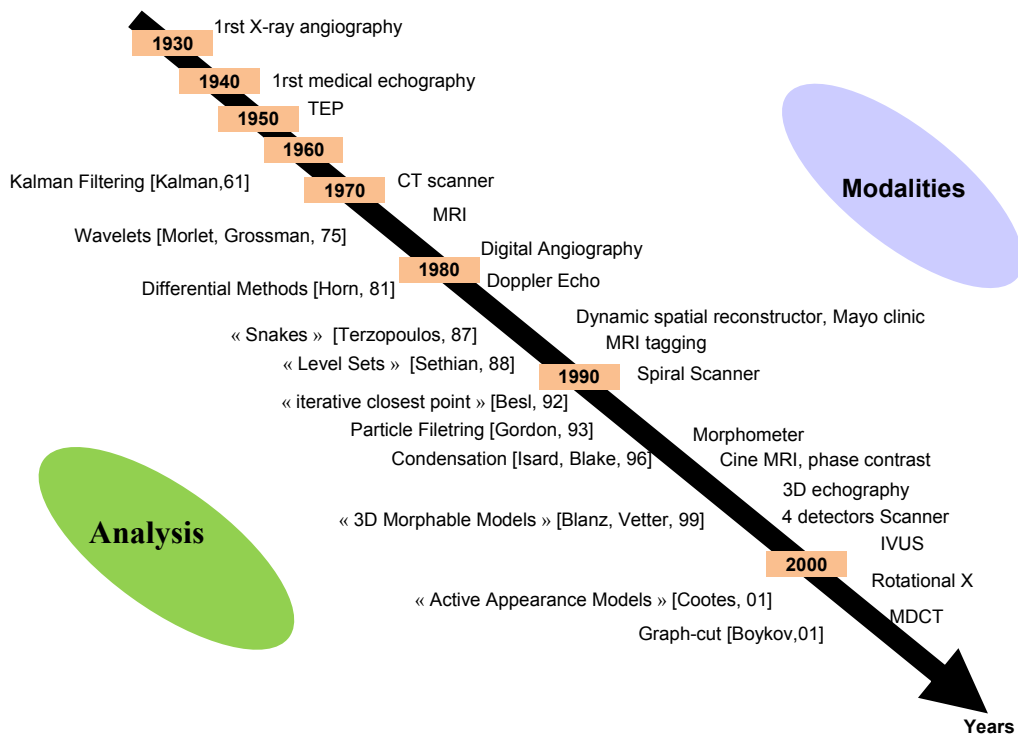 1rst X-ray angiography
1930
1940
1rst medical echography
TEP
1950
1960
Kalman Filtering [Kalman,61]
1970
CT scanner
Modalities
MRI
Wavelets [Morlet, Grossman, 75]
Digital Angiography
1980
Doppler Echo
Differential Methods [Horn, 81]
Dynamic spatial reconstructor, Mayo clinic
« Snakes » [Terzopoulos, 87]
MRI tagging
« Level Sets » [Sethian, 88]
1990
Spiral Scanner
« iterative closest point » [Besl, 92]
Particle Filetring [Gordon, 93]
Morphometer
Condensation [Isard, Blake, 96]
Cine MRI, phase contrast
3D echography
« 3D Morphable Models » [Blanz, Vetter, 99]
4 detectors Scanner
Analysis
IVUS
2000
Rotational X
« Active Appearance Models » [Cootes, 01]
MDCT
Graph-cut [Boykov,01]
Years